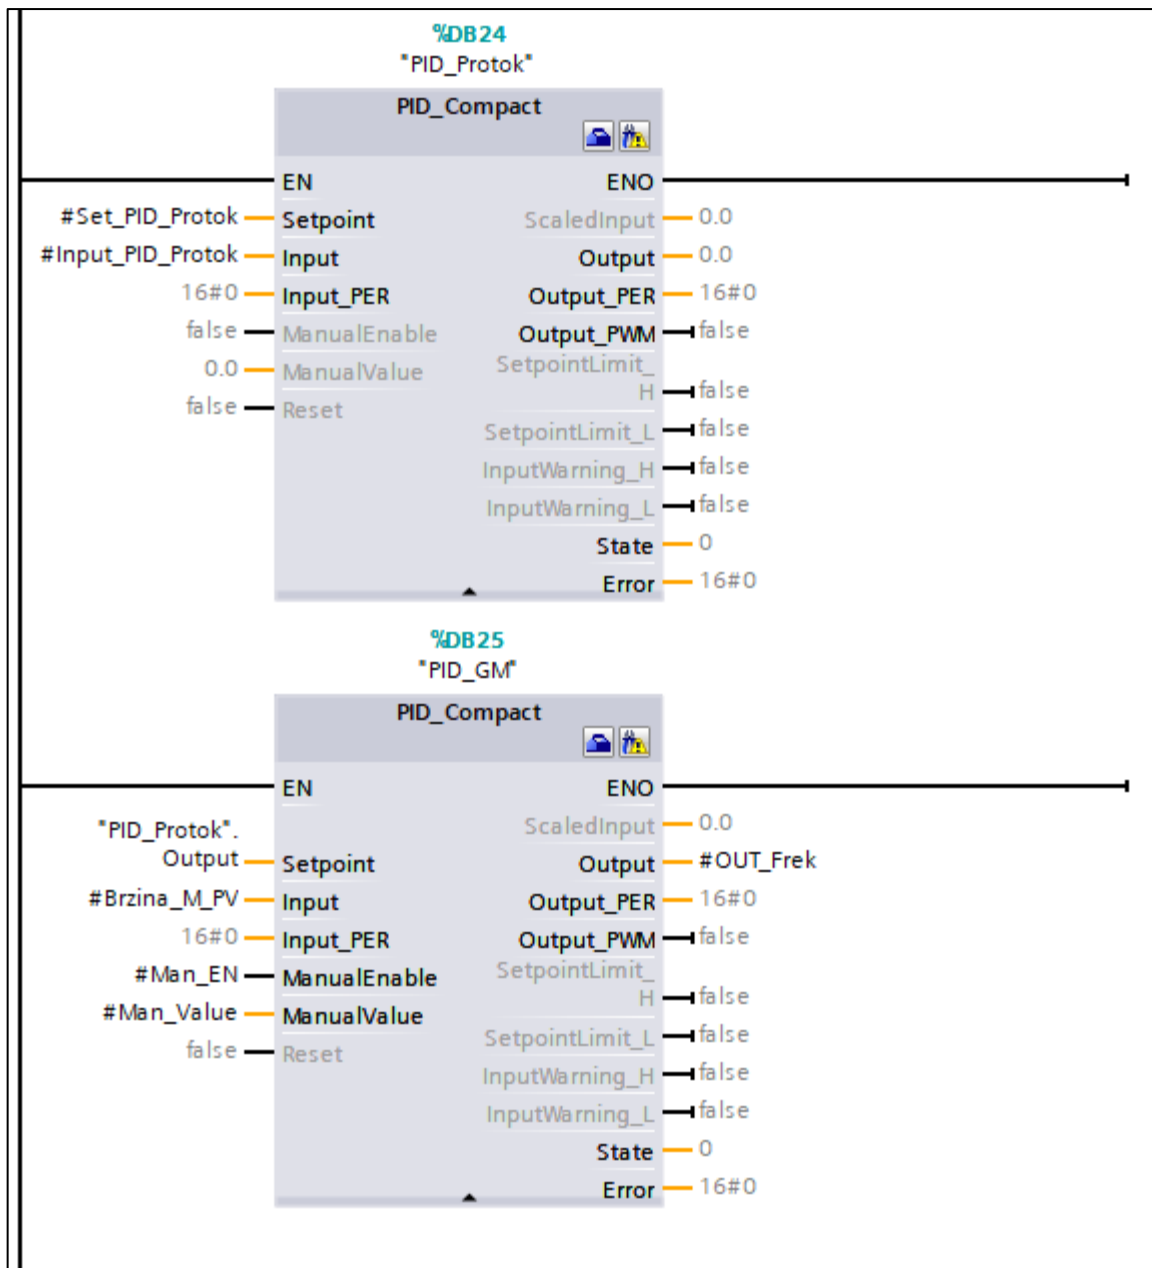 %DB24
"PID_Protok"
PID_Compact
EN ENO
#Set_PID_Protok Setpoint ScaledInput 0.0
#Input_PID_Protok Input Output 0.0
16#0 Input_PER Output_PER 16#0
false ManualEnable Output_PWM false
0.0 ManualValue SetpointLimit_
H false
false Reset SetpointLimit_L false
InputWarning_H false
InputWarning_L false
State 0
Error 16#0
%DB25
"PID_GM"
PID_Compact
EN ENO
"PID_Protok". ScaledInput 0.0
Output Setpoint Output #OUT_Frek
#Brzina_M_PV Input Output_PER 16#0
16#0 Input_PER Output_PWM false
#Man_EN ManualEnable SetpointLimit_
H false
#Man_Value ManualValue SetpointLimit_L false
false Reset InputWarning_H false
InputWarning_L false
State 0
Error 16#0